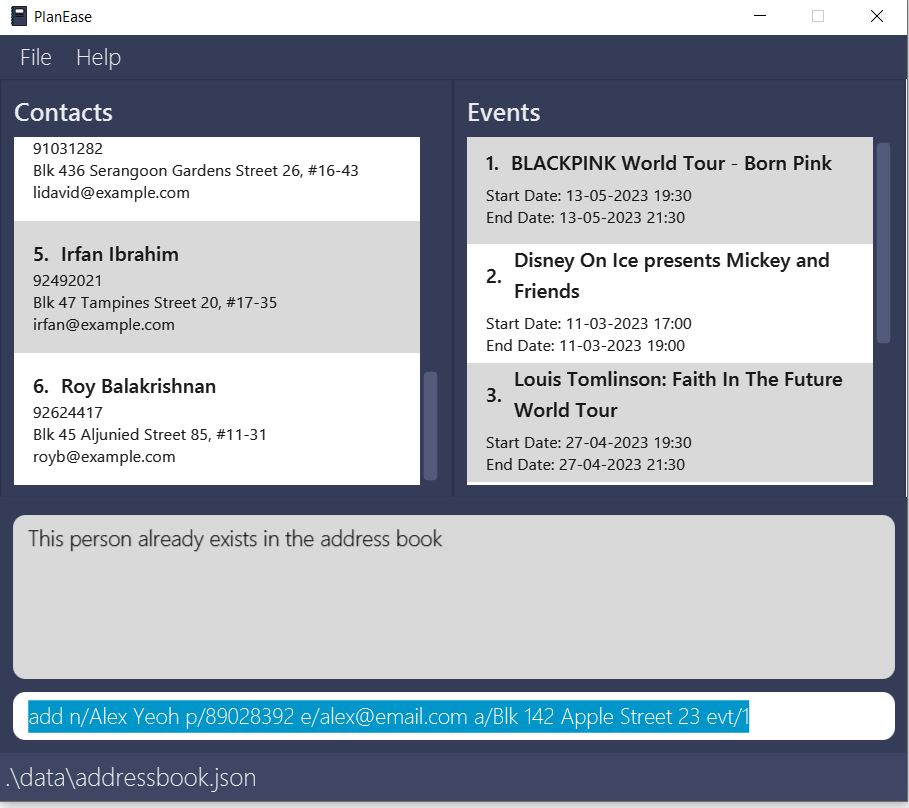 PlanEase
File Help
Contacts
91031282
Blk 436 Serangoon Gardens Street 26, #16-43
lidavid@example.com
5. Irfan Ibrahim
92492021
Blk 47 Tampines Street 20, #17-35
irfan@example.com
6. Roy Balakrishnan
92624417
Blk 45 Aljunied Street 85, #11-31
royb@example.com
Events
1. BLACKPINK World Tour - Born Pink
Start Date: 13-05-2023 19:30
End Date: 13-05-2023 21:30
2. Disney On Ice presents Mickey and
Friends
Start Date: 11-03-2023 17:00
End Date: 11-03-2023 19:00
3. Louis Tomlinson: Faith In The Future
World Tour
Start Date: 27-04-2023 19:30
End Date: 27-04-2023 21:30
This person already exists in the address book
add n/Alex Yeoh p/89028392 e/alex@email.com a/Blk 142 Apple Street 23 evt/1
.\data\addressbook.json